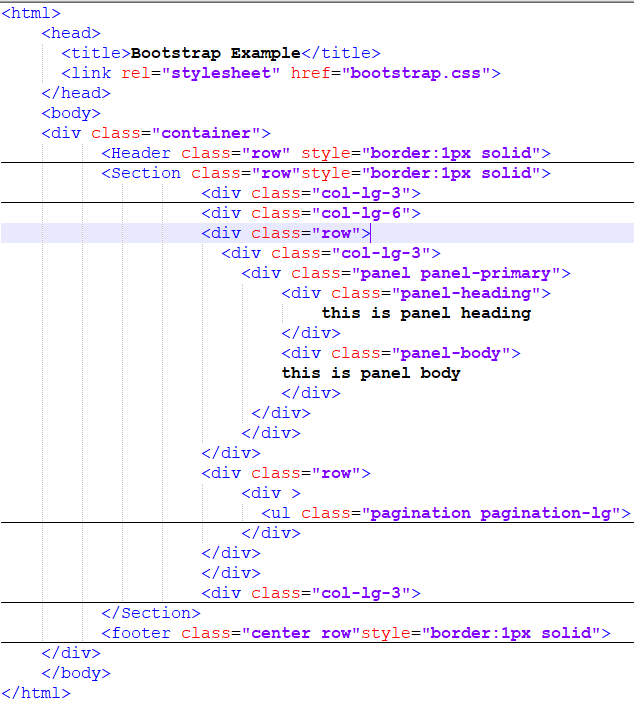 <html>
<head>
<title>Bootstrap Example</title>
<link rel="stylesheet" href="bootstrap.css">
</head>
<body>
<div class="container">
<Header class="row" style="border:1px solid">
<Section class="row"style="border:1px solid">
<div class="col-lg-3">
<div class="col-lg-6">
<div class="row">
<div class="col-lg-3">
<div class="panel panel-primary">
<div class="panel-heading">
this is panel heading
</div>
<div class="panel-body">
this is panel body
</div>
</div>
</div>
</div>
<div class="row">
<div >
<ul class="pagination pagination-lg">
</div>
</div>
</div>
<div class="col-lg-3">
</Section>
<footer class="center row"style="border:1px solid">
</div>
</body>
</html>